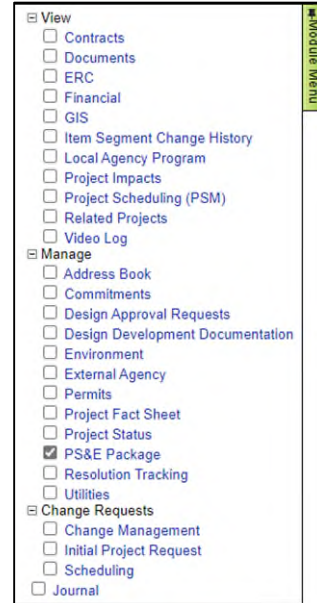 View
Contracts
Documents
ERC
Financial
GIS
Item Segment Change History
Local Agency Program
Project Impacts
Project Scheduling (PSM)
Related Projects
Video Log
Manage
Address Book
Commitments
Design Approval Requests
Design Development Documentation
Environment
External Agency
Permits
Project Fact Sheet
Project Status
PS&E Package
Resolution Tracking
Utilities
Change Requests
Change Management
Initial Project Request
Scheduling
Journal
Module Menu